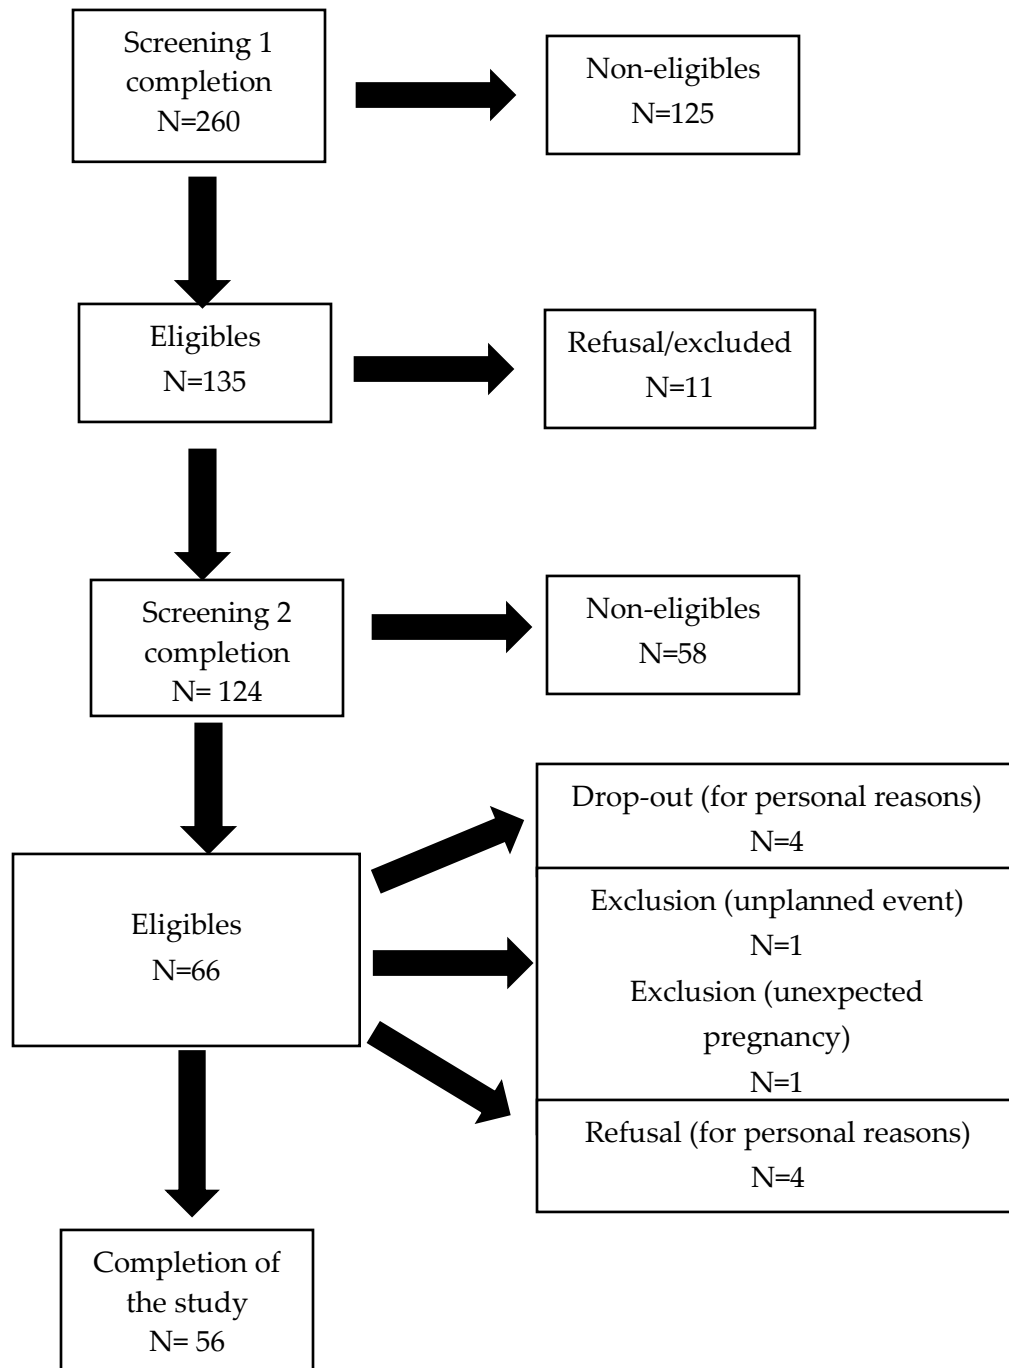 Screening 1
completion
N=260
Non-eligibles
N=125
Eligibles
N=135
Refusal/excluded
N=11
Screening 2
completion
N= 124
Non-eligibles
N=58
Eligibles
N=66
Drop-out (for personal reasons)
N=4
Exclusion (unplanned event)
N=1
Exclusion (unexpected
pregnancy)
N=1
Refusal (for personal reasons)
N=4
Completion of
the study
N= 56